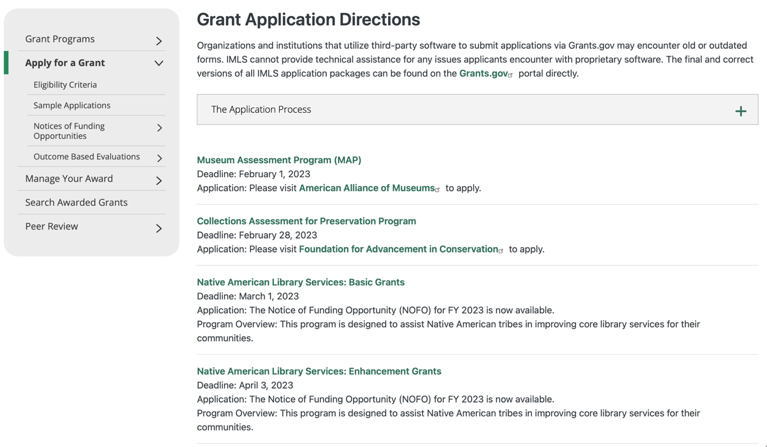 Grant Programs
Apply for a Grant
Eligibility Criteria
Sample Applications
Notices of Funding
Opportunities
Outcome Based Evaluations
Manage Your Award
Search Awarded Grants
Peer Review
Grant Application Directions
Organizations and institutions that utilize third-party software to submit applications via Grants.gov may encounter old or outdated
forms. IMLS cannot provide technical assistance for any issues applicants encounter with proprietary software. The final and correct
versions of all IMLS application packages can be found on the Grants.gov portal directly.
The Application Process
Museum Assessment Program (MAP)
Deadline: February 1, 2023
Application: Please visit American Alliance of Museums to apply.
Collections Assessment for Preservation Program
Deadline: February 28, 2023
Application: Please visit Foundation for Advancement in Conservation to apply.
Native American Library Services: Basic Grants
Deadline: March 1, 2023
Application: The Notice of Funding Opportunity (NOFO) for FY 2023 is now available.
Program Overview: This program is designed to assist Native American tribes in improving core library services for their
communities.
Native American Library Services: Enhancement Grants
Deadline: April 3, 2023
Application: The Notice of Funding Opportunity (NOFO) for FY 2023 is now available.
Program Overview: This program is designed to assist Native American tribes in improving core library services for their
communities.